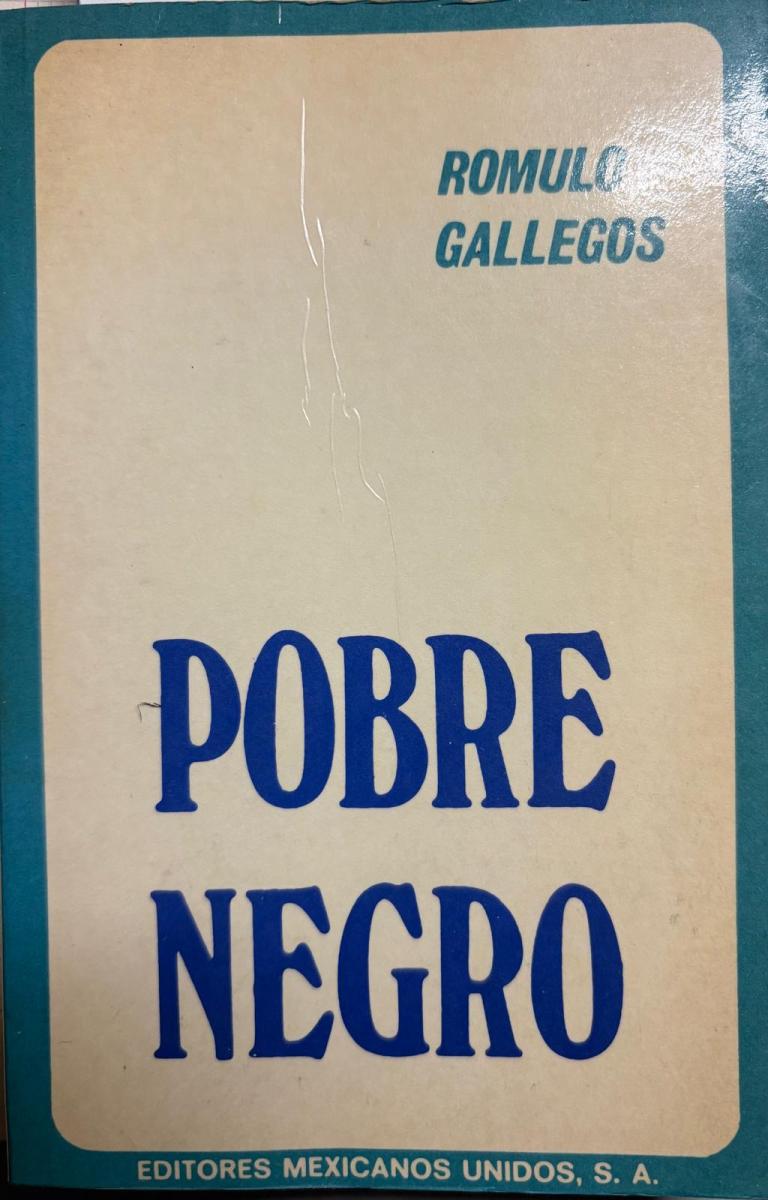 ROMULO
GALLEGOS
POBRE
NEGRO
EDITORES MEXICANOS UNIDOS, S. A.